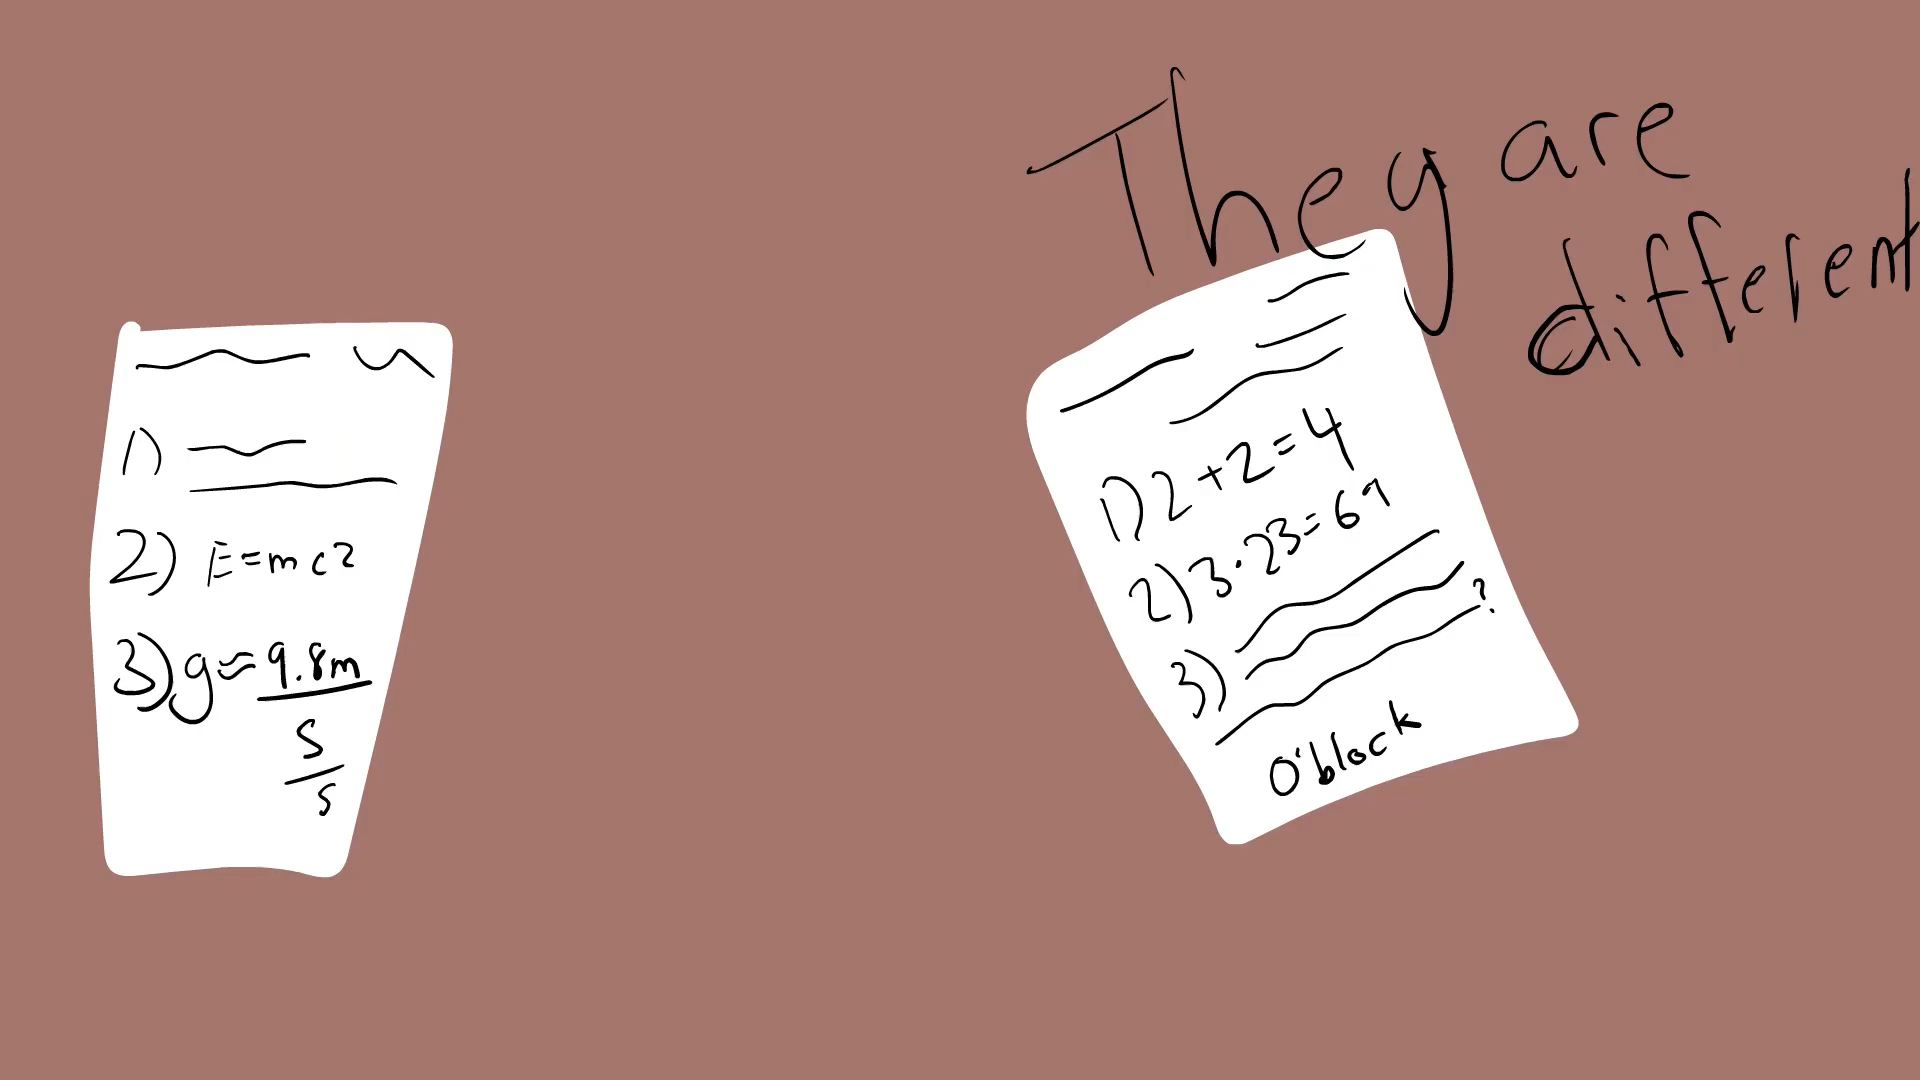 They are
different
1)
2) E=mc2
3) g≈9.8m
s
s
1) 2+2=4
2) 3·23=69
3)
?
O'block